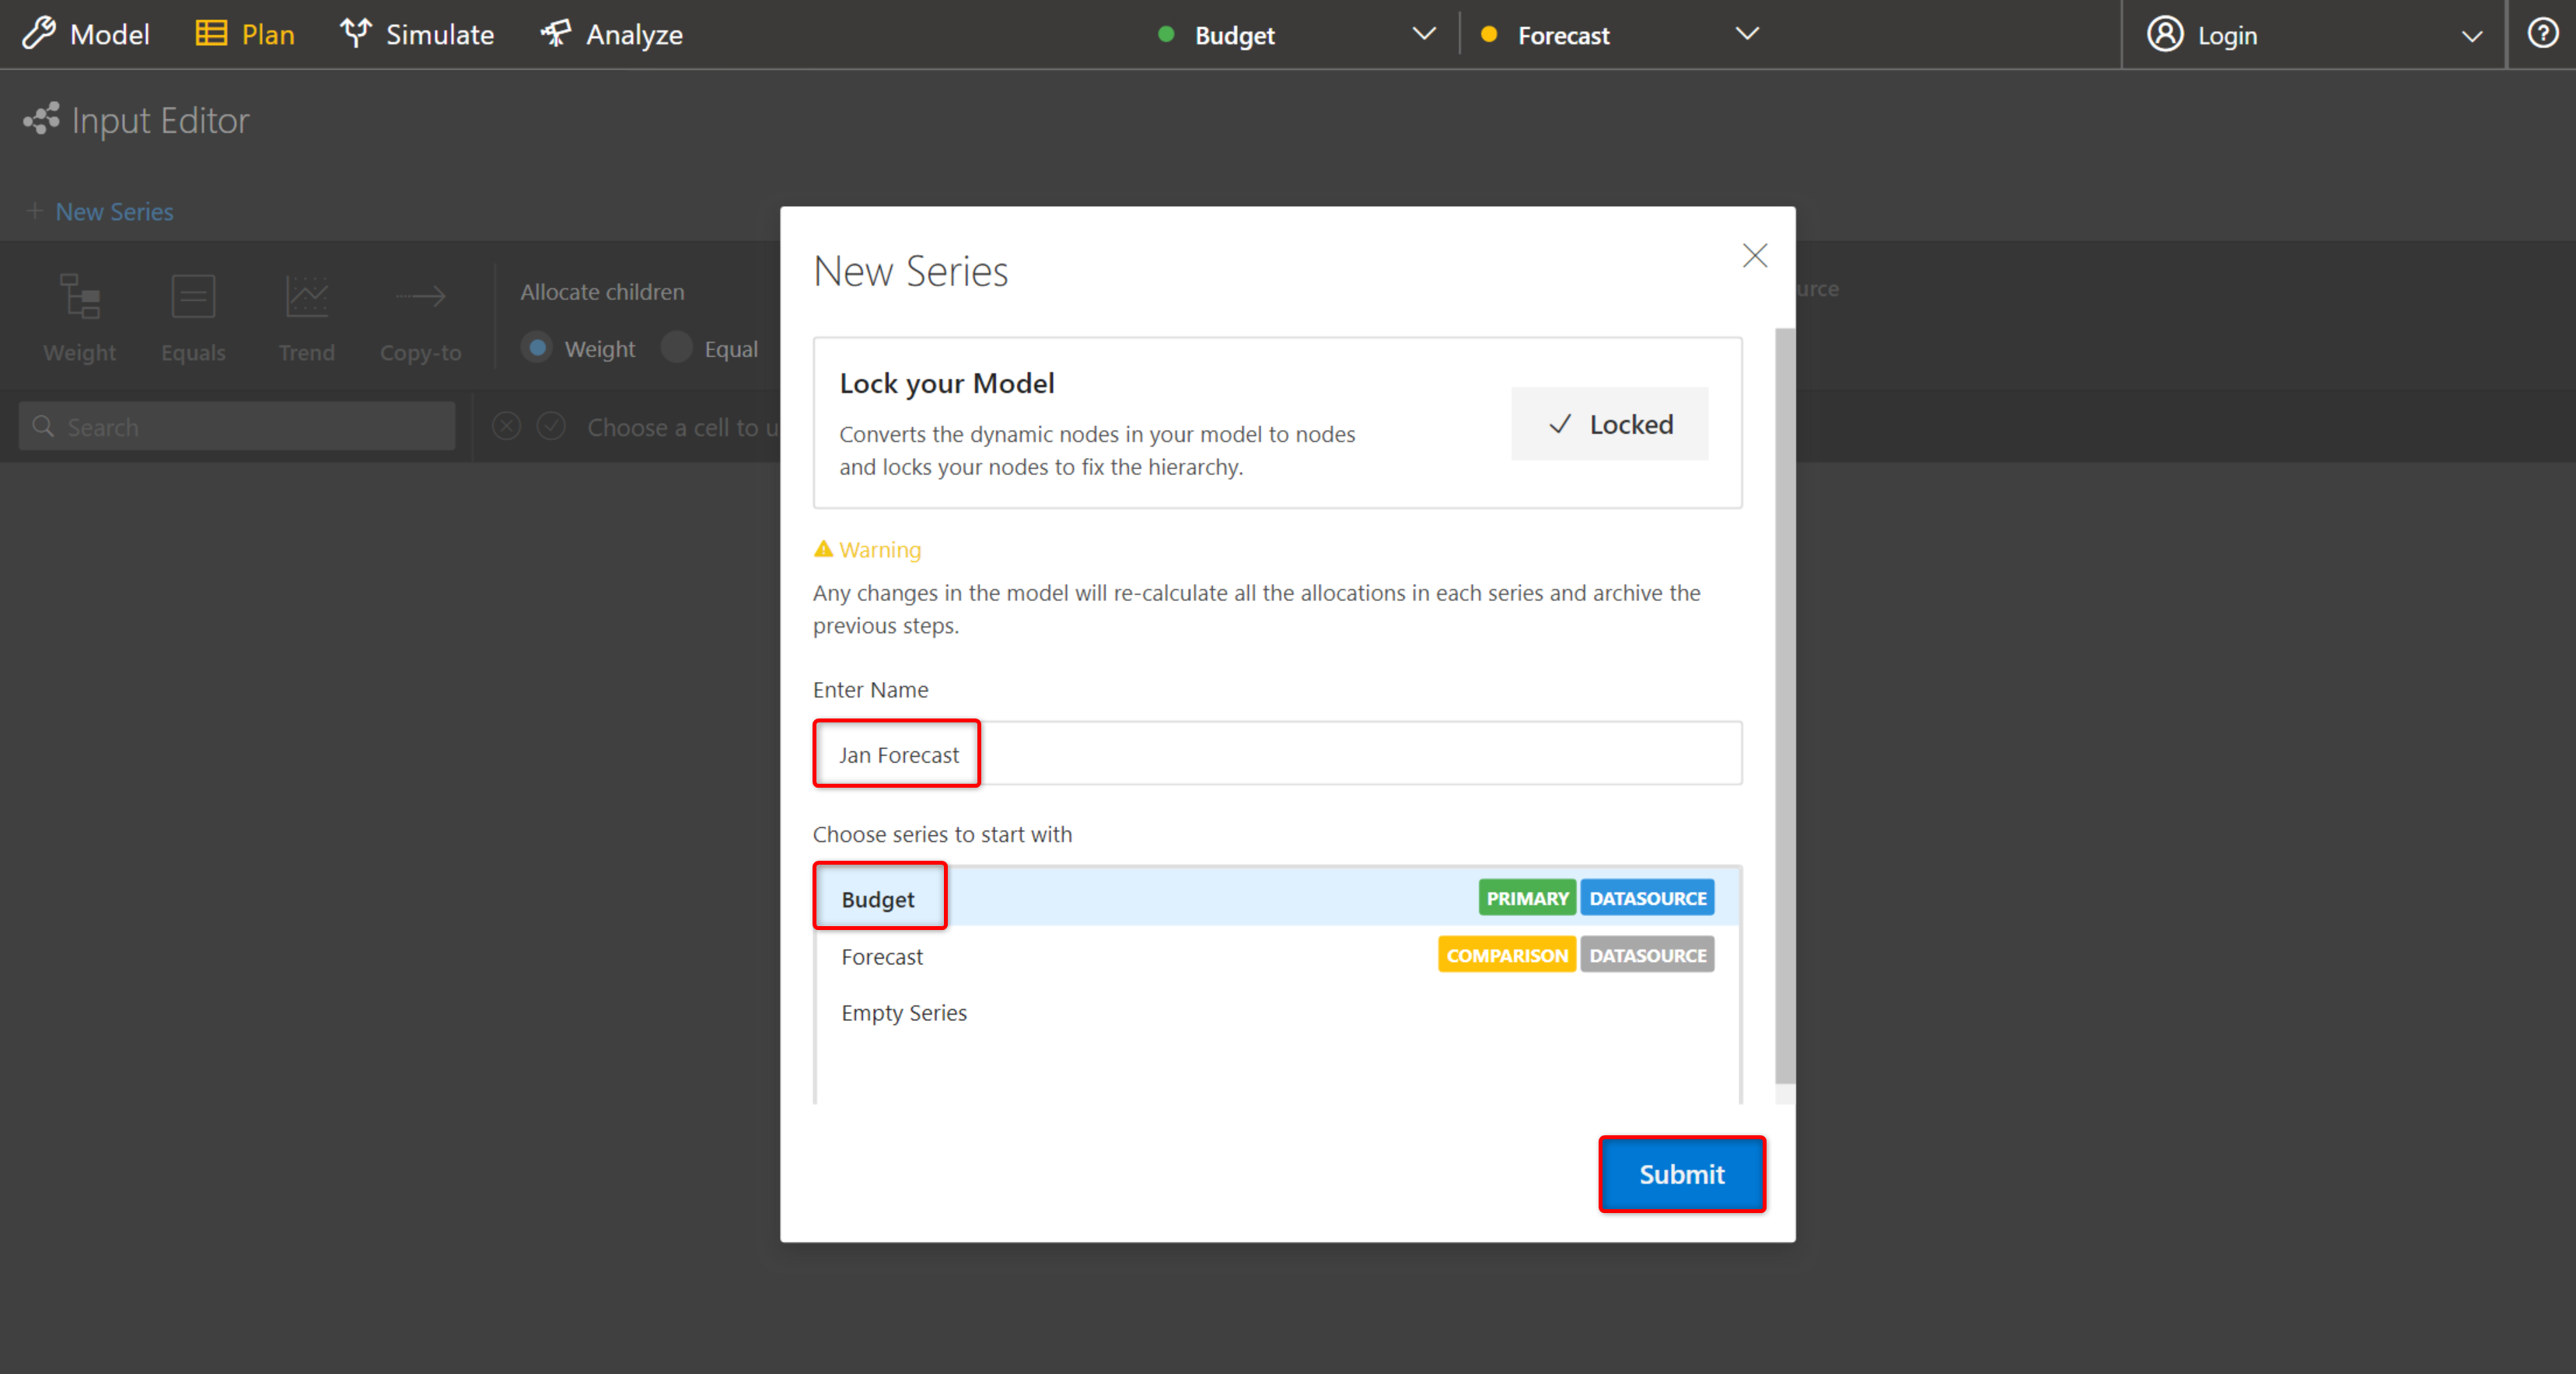 Model Plan Simulate Analyze Budget Forecast Login
Input Editor
+ New Series
Weight Equals Trend Copy-to
Allocate children
Weight Equal
Search
Choose a cell to u
New Series
Lock your Model
Converts the dynamic nodes in your model to nodes
and locks your nodes to fix the hierarchy.
Locked
Warning
Any changes in the model will re-calculate all the allocations in each series and archive the
previous steps.
Enter Name
Jan Forecast
Choose series to start with
Budget PRIMARY DATASOURCE
Forecast COMPARISON DATASOURCE
Empty Series
Submit
urce